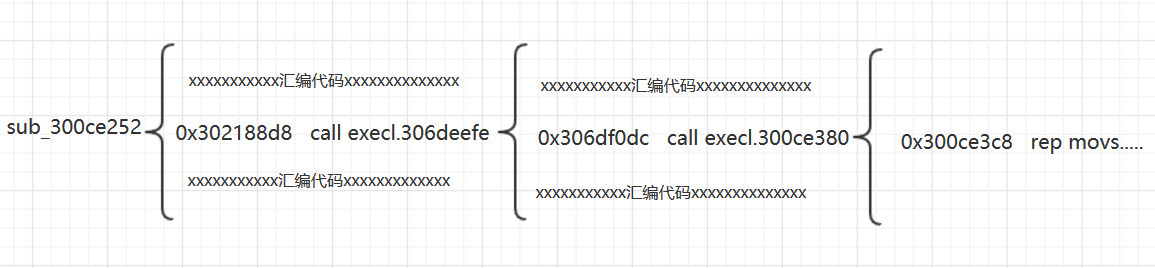 sub_300ce252
xxxxxxxxxxx汇编代码xxxxxxxxxxxxxx
0x302188d8 call execl.306deefe
xxxxxxxxxxx汇编代码xxxxxxxxxxxxx
xxxxxxxxxxx汇编代码xxxxxxxxxxxxxx
0x306df0dc call execl.300ce380
xxxxxxxxxxx汇编代码xxxxxxxxxxxxxx
0x300ce3c8 rep movs.....